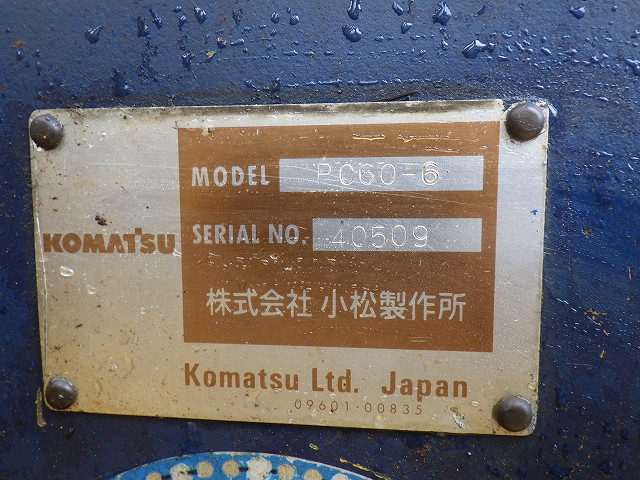 MODEL PC60-6
KOMATSU
SERIAL NO. 40509
株式会社 小松製作所
Komatsu Ltd. Japan
09601-00835